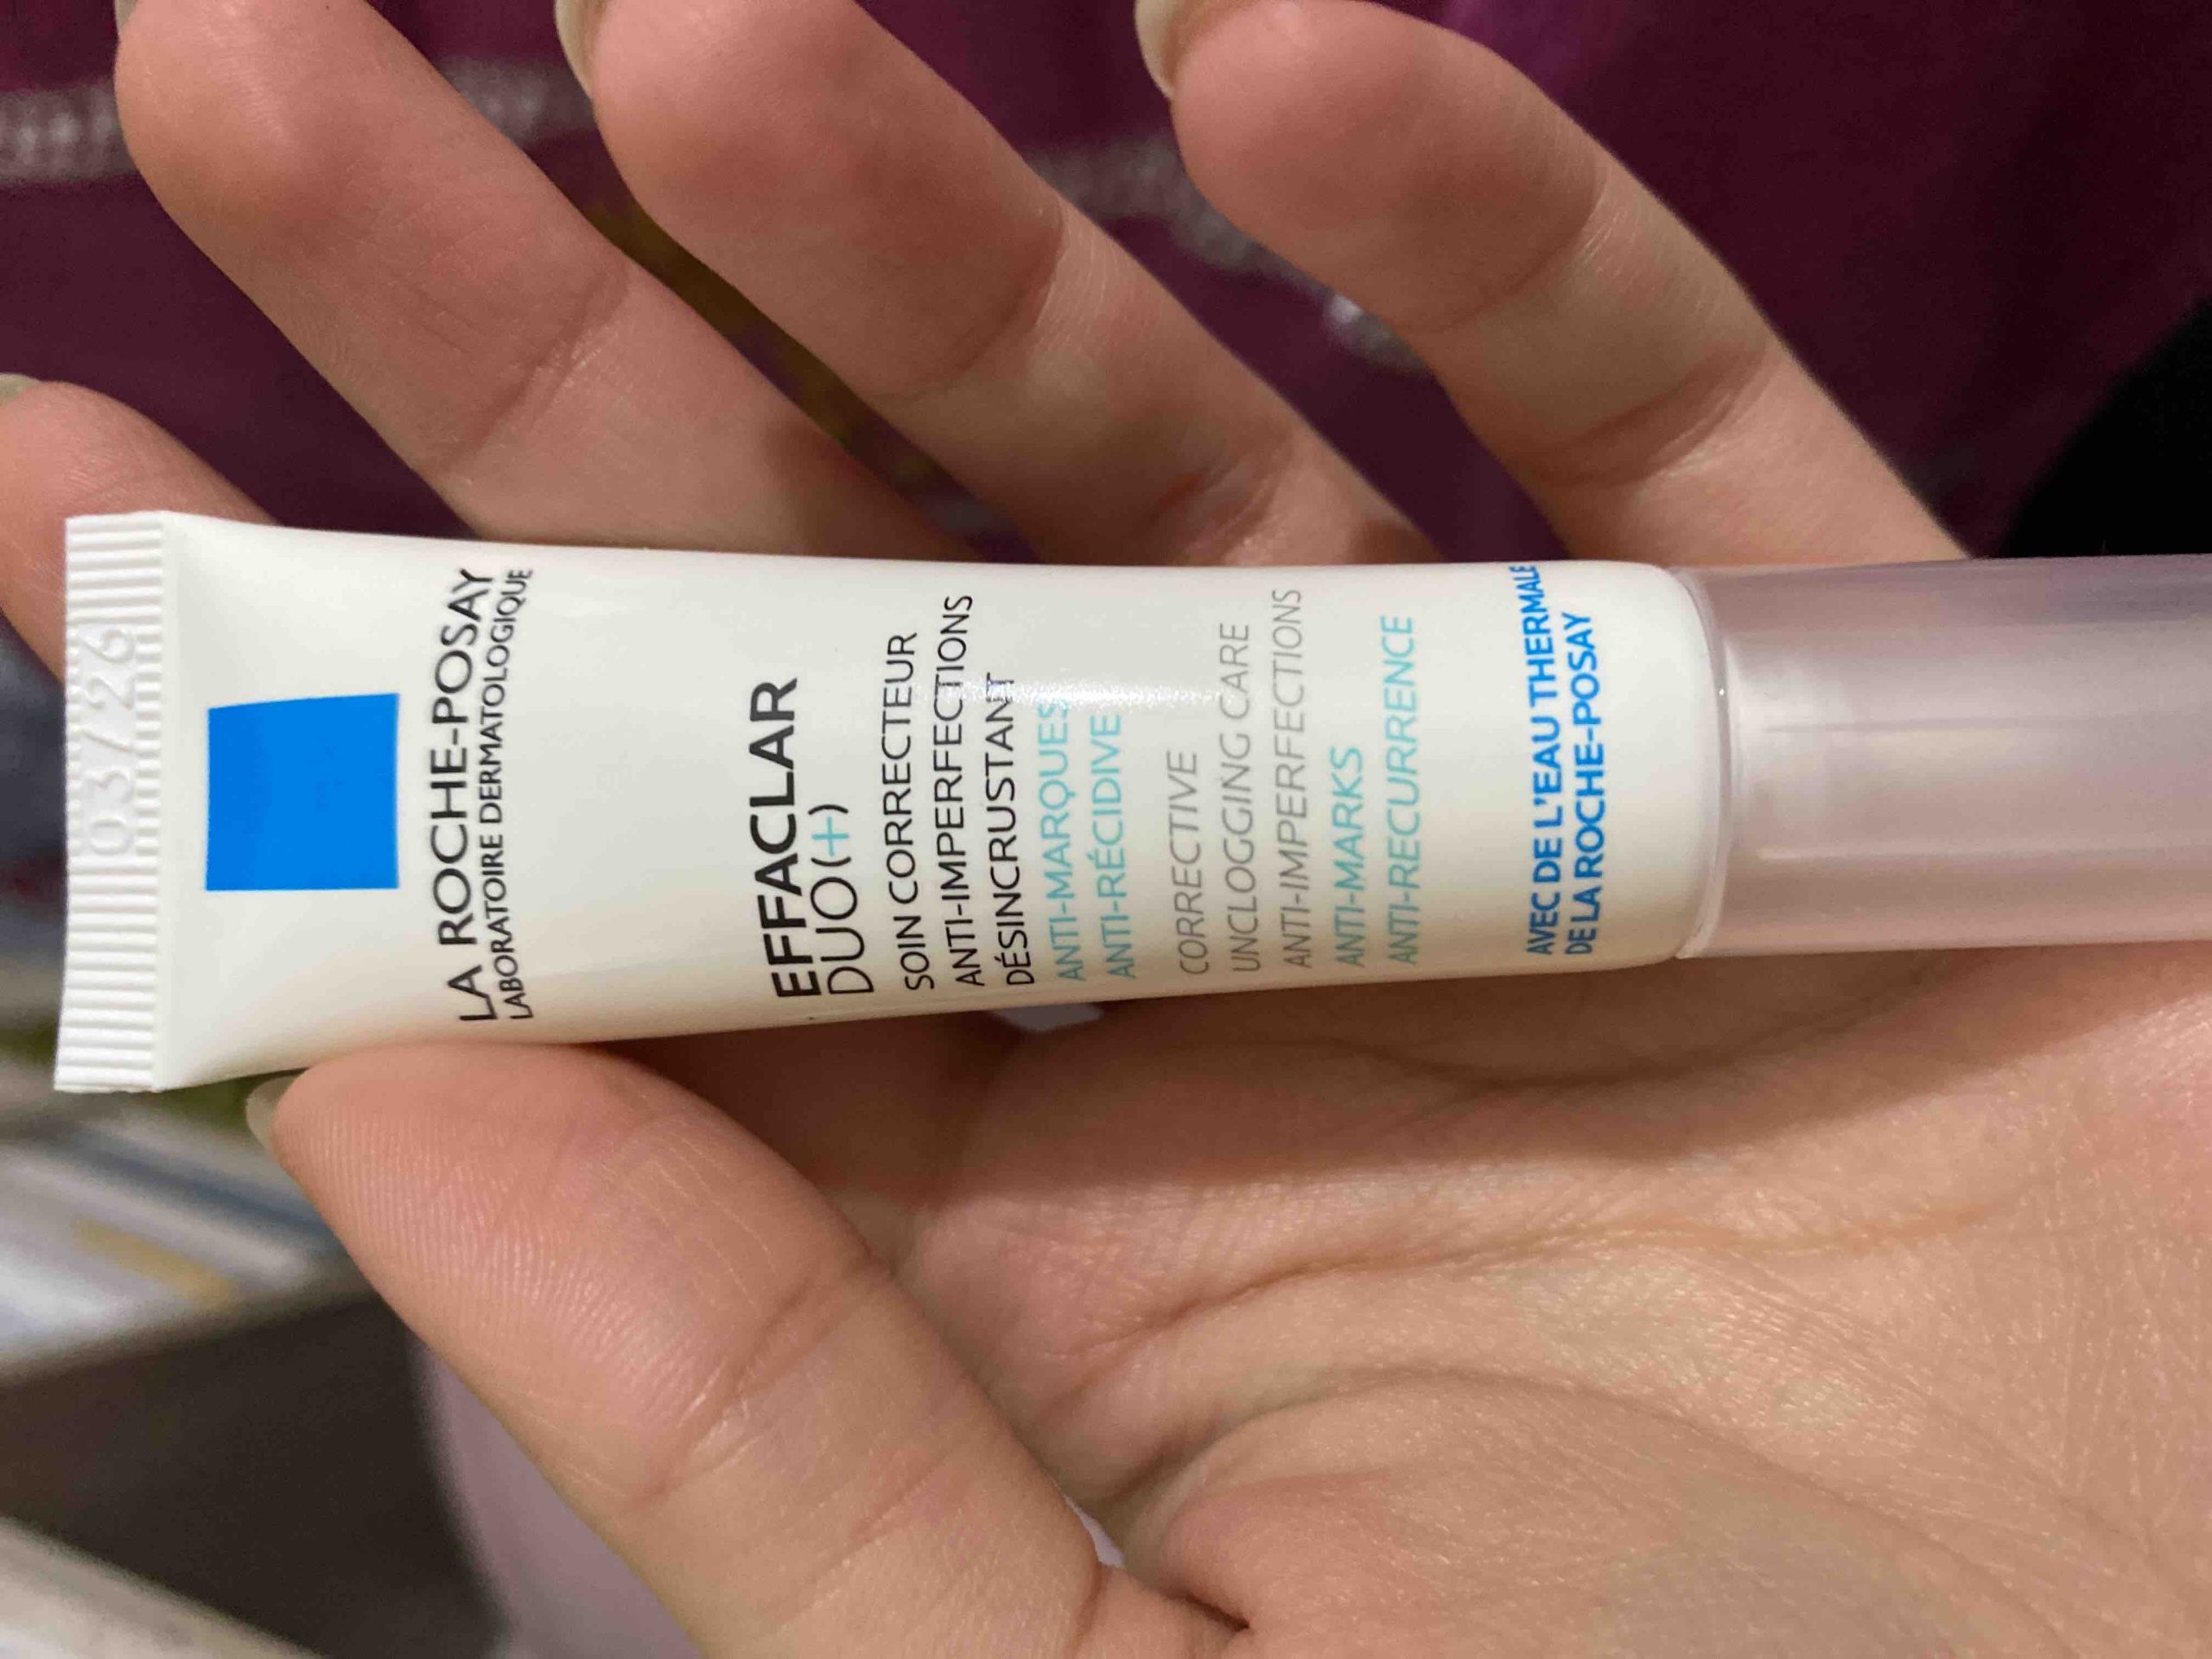 03/26
LA ROCHE-POSAY
LABORATOIRE DERMATOLOGIQUE
EFFACLAR
DUO(+)
SOIN CORRECTEUR
ANTI-IMPERFECTIONS
DÉSINCRUSTANT
ANTI-MARQUES
ANTI-RÉCIDIVE
CORRECTIVE
UNCLOGGING CARE
ANTI-IMPERFECTIONS
ANTI-MARKS
ANTI-RECURRENCE
AVEC DE L'EAU THERMALE
DE LA ROCHE-POSAY